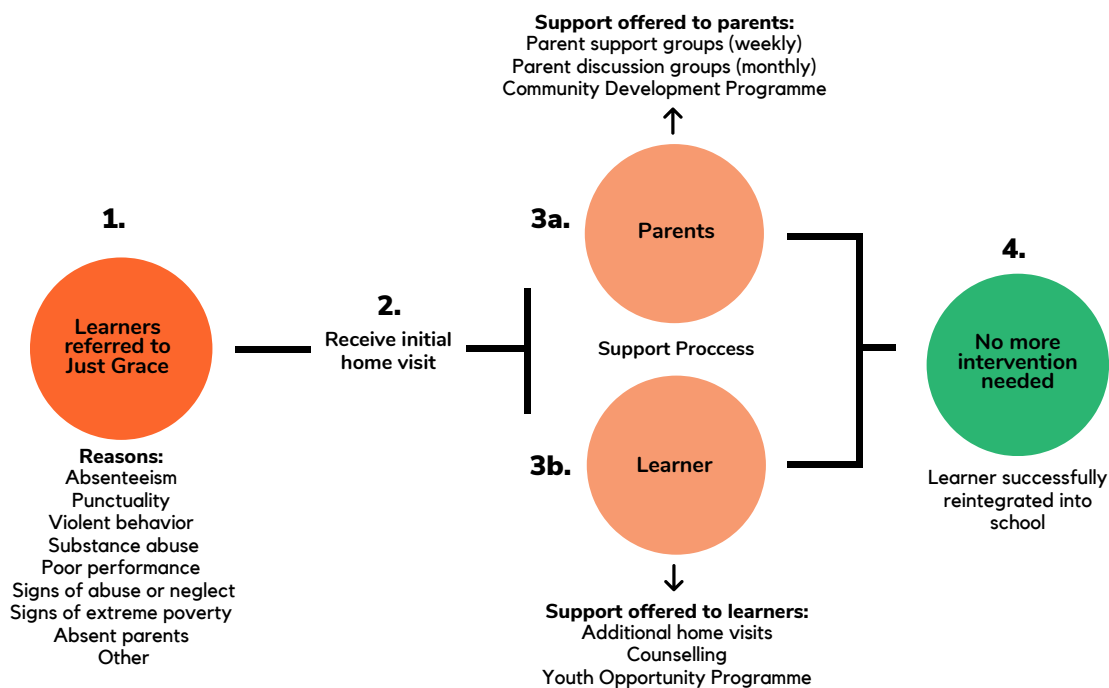 1.
Learners
referred to
Just Grace
Reasons:
Absenteeism
Punctuality
Violent behavior
Substance abuse
Poor performance
Signs of abuse or neglect
Signs of extreme poverty
Absent parents
Other
2.
Receive initial
home visit
Support offered to parents:
Parent support groups (weekly)
Parent discussion groups (monthly)
Community Development Programme
3a.
Parents
Support Proccess
3b.
Learner
Support offered to learners:
Additional home visits
Counselling
Youth Opportunity Programme
4.
No more
intervention
needed
Learner successfully
reintegrated into
school